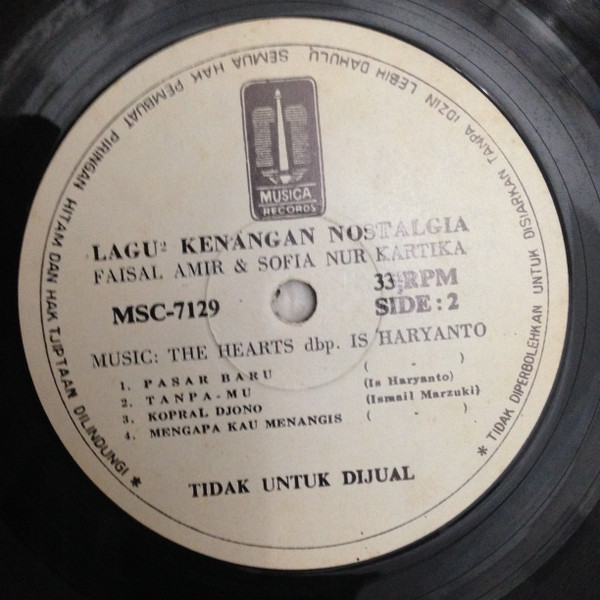 SEMUA HAK PEMBUAT PIRINGAN HITAM DAN HAK TJIPTAAN DILINDUNGI *
* TIDAK DIPERBOLEHKAN UNTUK DISIARKAN TANPA IDZIN LEBIH DAHULU,
MUSICA
RECORDS
LAGU² KENANGAN NOSTALGIA
FAISAL AMIR & SOFIA NUR KARTIKA
MSC-7129
33⅓ RPM
SIDE : 2
MUSIC: THE HEARTS dbp. IS HARYANTO
1. PASAR BARU ( - )
2. TANPA-MU (Is Haryanto)
3. KOPRAL DJONO (Ismail Marzuki)
4. MENGAPA KAU MENANGIS ( - )
TIDAK UNTUK DIJUAL